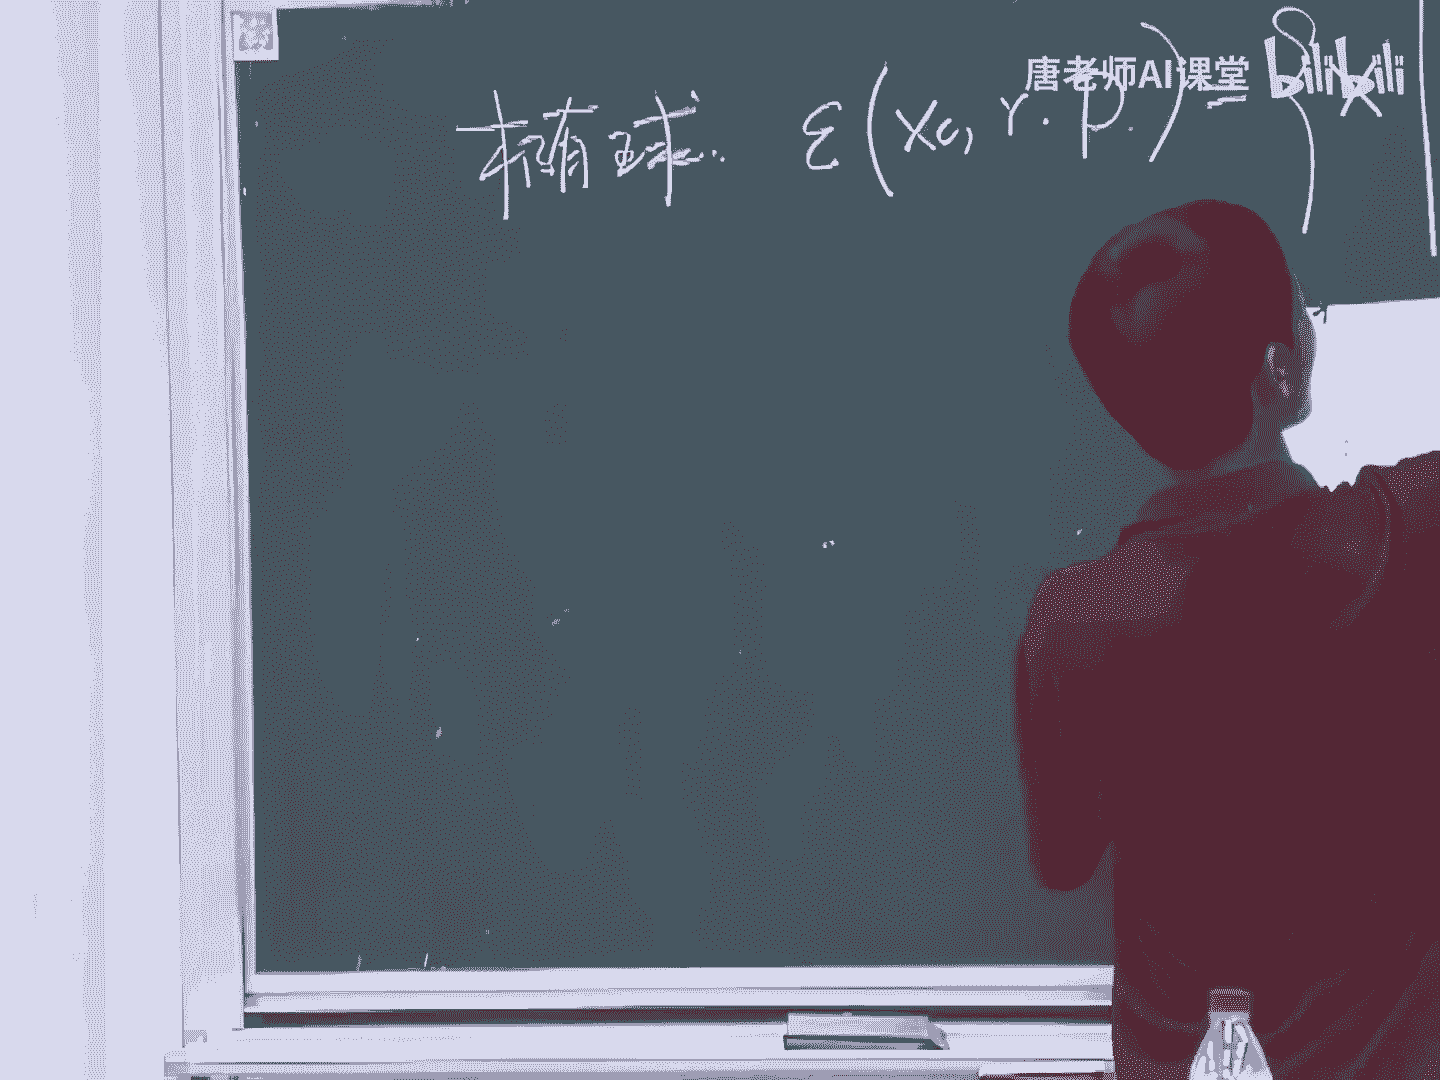 唐老师AI课堂 bilibili
椭球. ε(xc, r. P.) = { x |